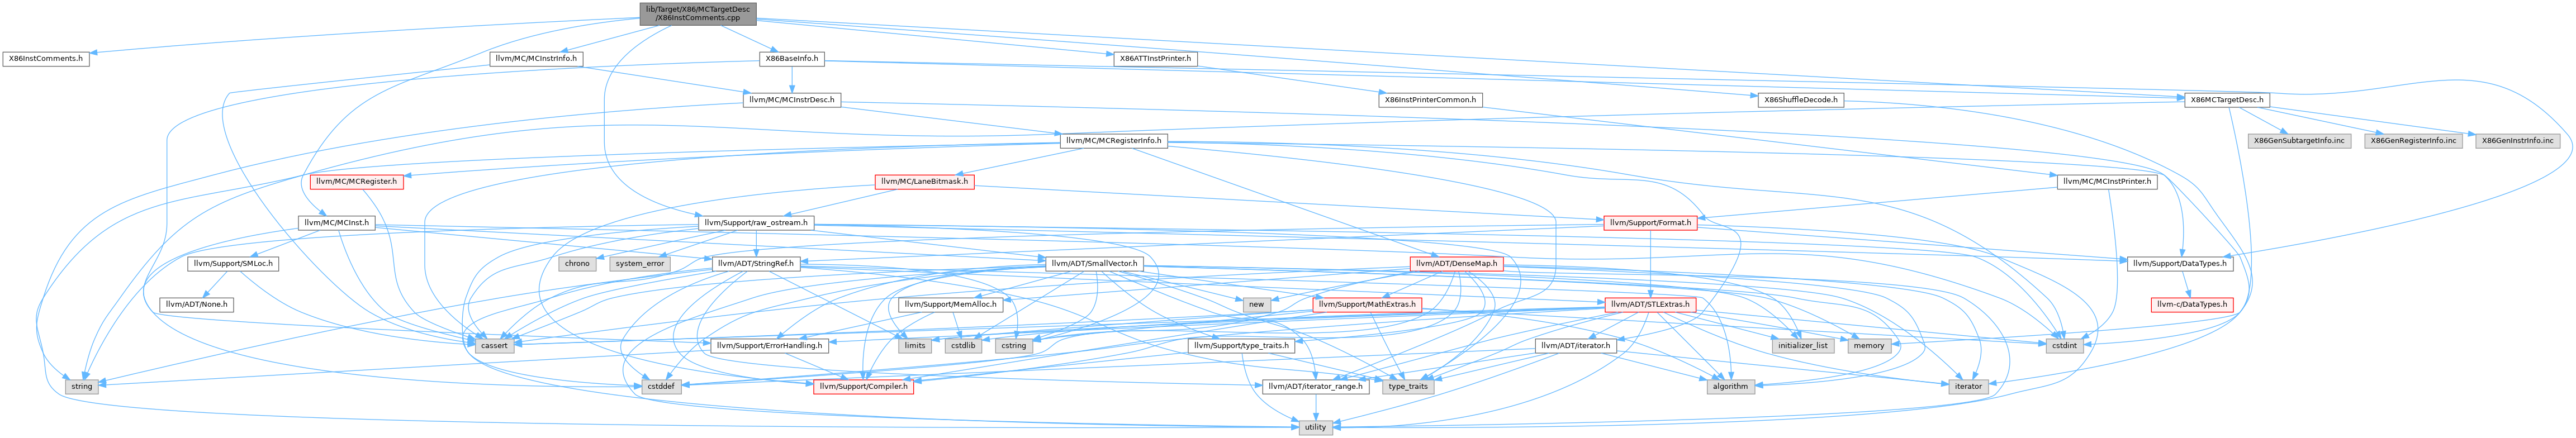 lib/Target/X86/MCTargetDesc
/X86InstComments.cpp
X86InstComments.h
llvm/MC/MCInstrInfo.h
X86BaseInfo.h
X86ATTInstPrinter.h
llvm/MC/MCInstrDesc.h
X86InstPrinterCommon.h
X86ShuffleDecode.h
X86MCTargetDesc.h
llvm/MC/MCRegisterInfo.h
X86GenSubtargetInfo.inc
X86GenRegisterInfo.inc
X86GenInstrInfo.inc
llvm/MC/MCRegister.h
llvm/MC/LaneBitmask.h
llvm/MC/MCInstPrinter.h
llvm/MC/MCInst.h
llvm/Support/raw_ostream.h
llvm/Support/Format.h
llvm/Support/SMLoc.h
chrono
system_error
llvm/ADT/StringRef.h
llvm/ADT/SmallVector.h
llvm/ADT/DenseMap.h
llvm/Support/DataTypes.h
llvm/ADT/None.h
llvm/Support/MemAlloc.h
new
llvm/Support/MathExtras.h
llvm/ADT/STLExtras.h
llvm-c/DataTypes.h
cassert
llvm/Support/ErrorHandling.h
limits
cstdlib
cstring
llvm/Support/type_traits.h
llvm/ADT/iterator.h
initializer_list
memory
cstdint
string
cstddef
llvm/Support/Compiler.h
llvm/ADT/iterator_range.h
type_traits
algorithm
iterator
utility